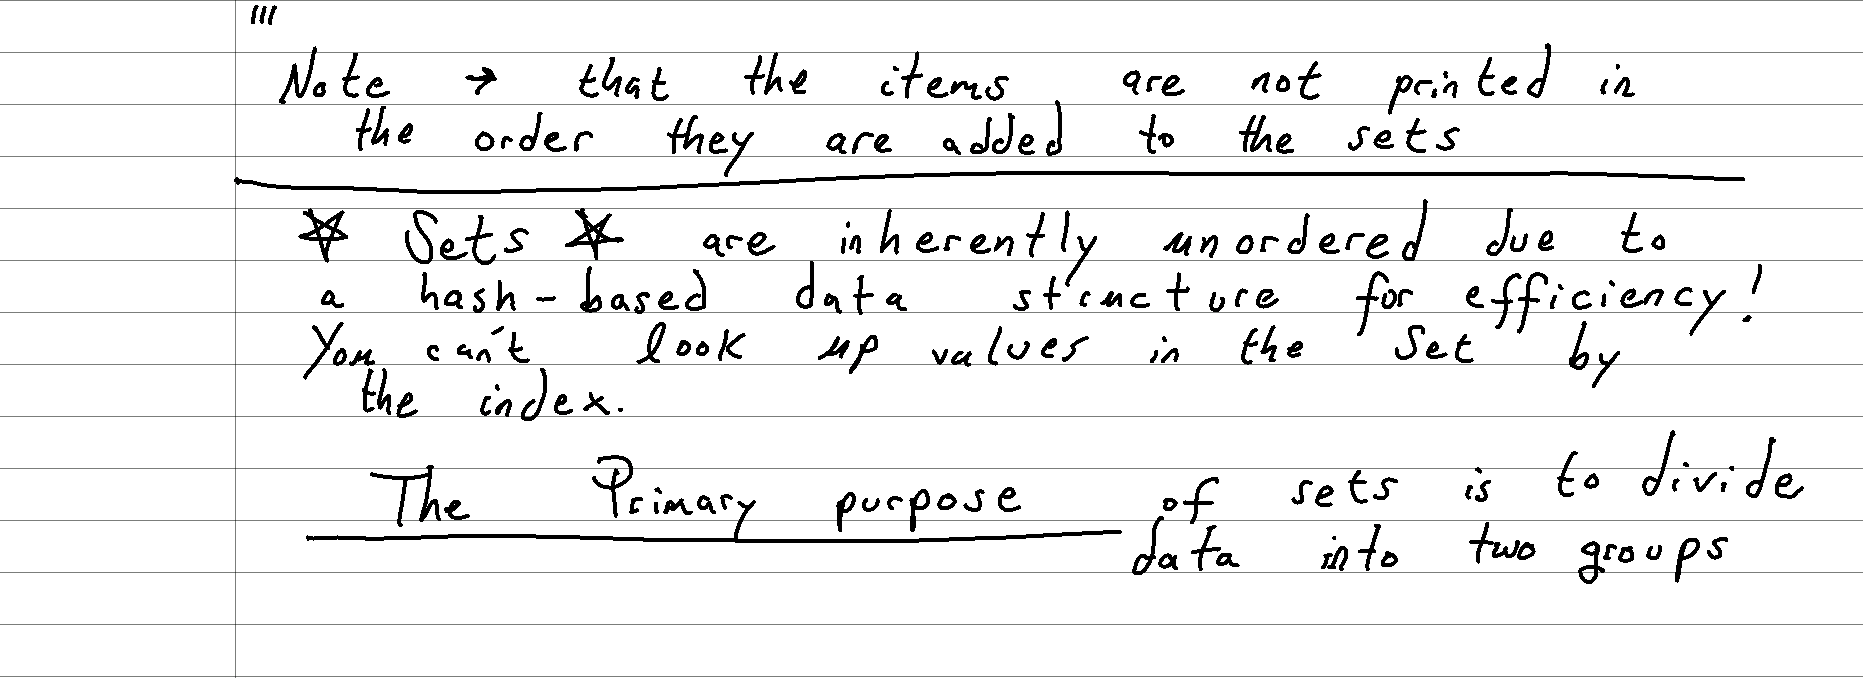 '''
Note → that the items are not printed in
the order they are added to the sets
☆ Sets ☆ are inherently unordered due to
a hash-based data structure for efficiency!
You can't look up values in the Set by
the index.
The Primary purpose of sets is to divide
data into two groups